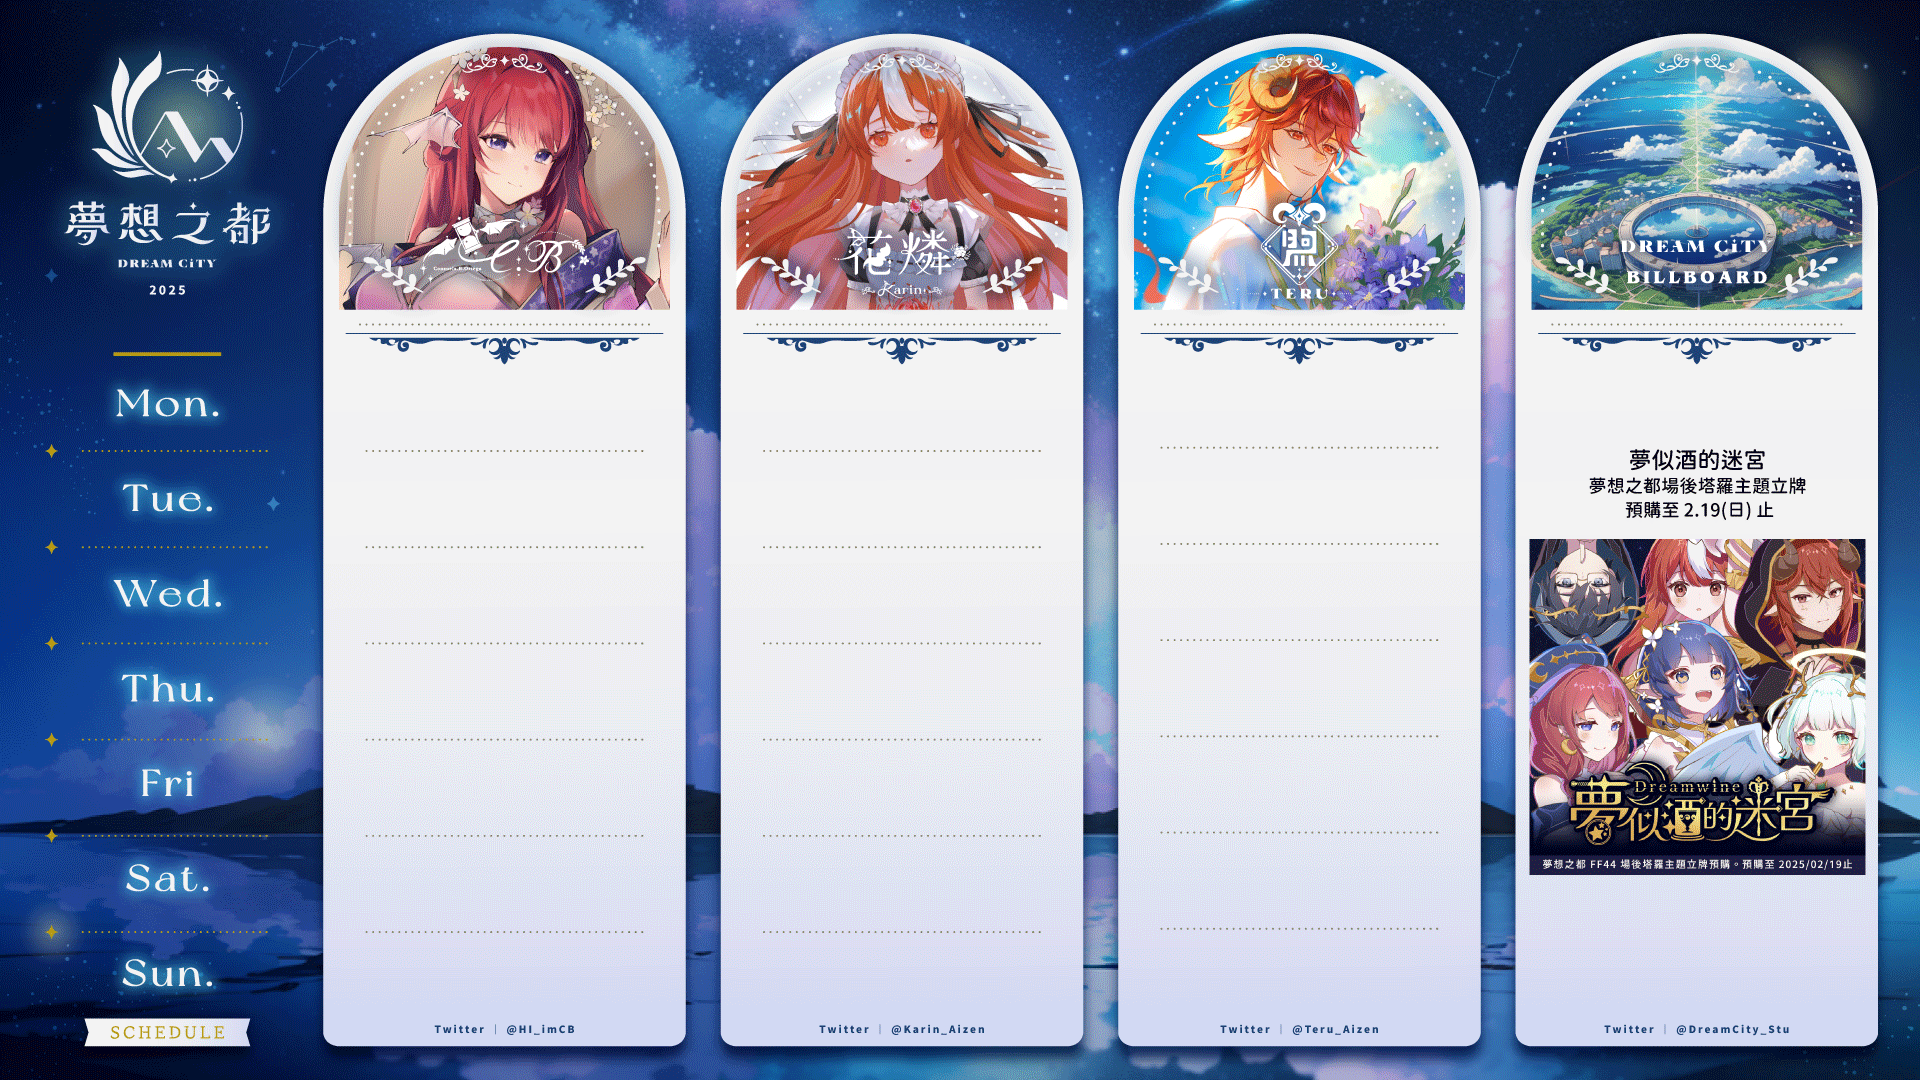 夢想之都
DREAM CiTY
2025
Mon.
Tue.
Wed.
Thu.
Fri
Sat.
Sun.
SCHEDULE
C.B
Twitter | @HI_imCB
花燐
Karin
Twitter | @Karin_Aizen
煦
TERU
Twitter | @Teru_Aizen
DREAM CiTY
BILLBOARD
夢似酒的迷宮
夢想之都場後塔羅主題立牌
預購至 2.19(日) 止
Dreamwine
夢似酒的迷宮
夢想之都 FF44 場後塔羅主題立牌預購。預購至 2025/02/19止
Twitter | @DreamCity_Stu